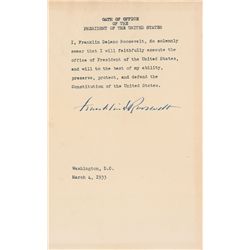 OATH OF OFFICE
OF THE
PRESIDENT OF THE UNITED STATES
I, Franklin Delano Roosevelt, do solemnly
swear that I will faithfully execute the
office of President of the United States,
and will to the best of my ability,
preserve, protect, and defend the
Constitution of the United States.
Franklin D Roosevelt
Washington, D.C.
March 4, 1933